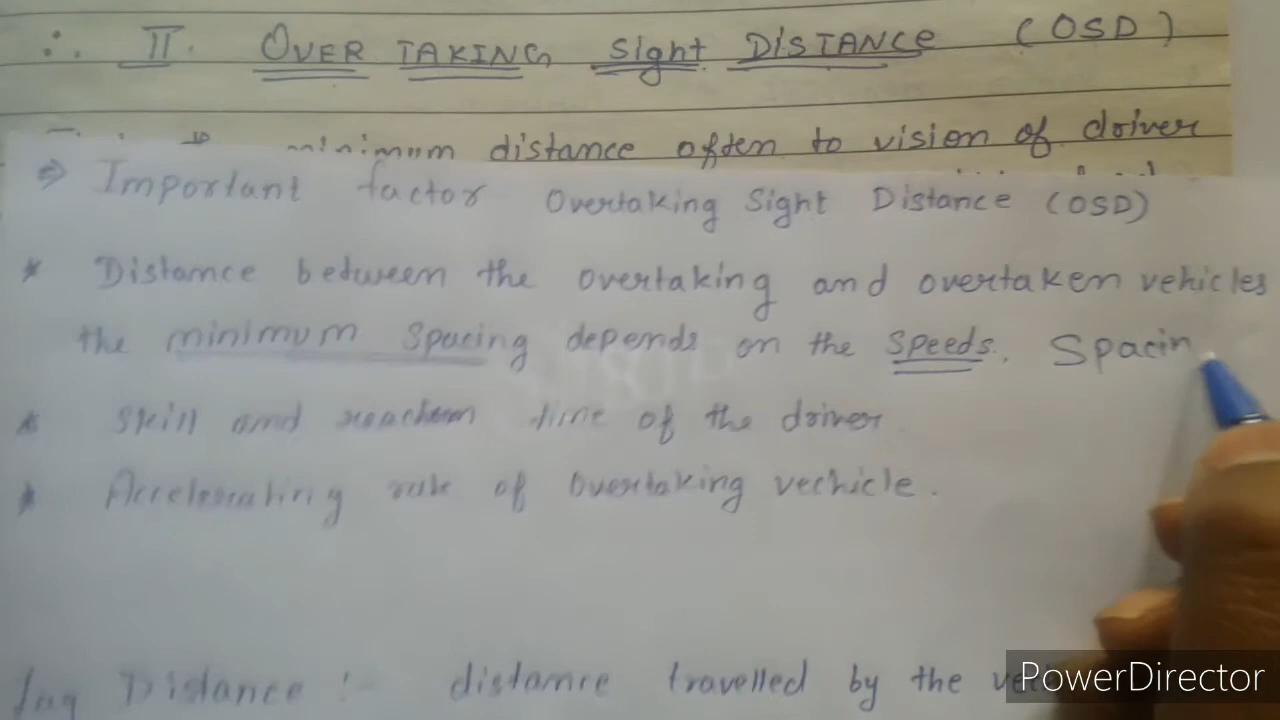 ∴ II. OVER TAKING Sight DISTANCE (OSD)
minimum distance often to vision of driver
⇒ Important factor Overtaking Sight Distance (OSD)
* Distance between the overtaking and overtaken vehicles
the minimum spacing depends on the speeds. Spacin
* Skill and reaction time of the driver
* Accelerating rate of overtaking vechicle.
lag Distance :- distance travelled by the
PowerDirector